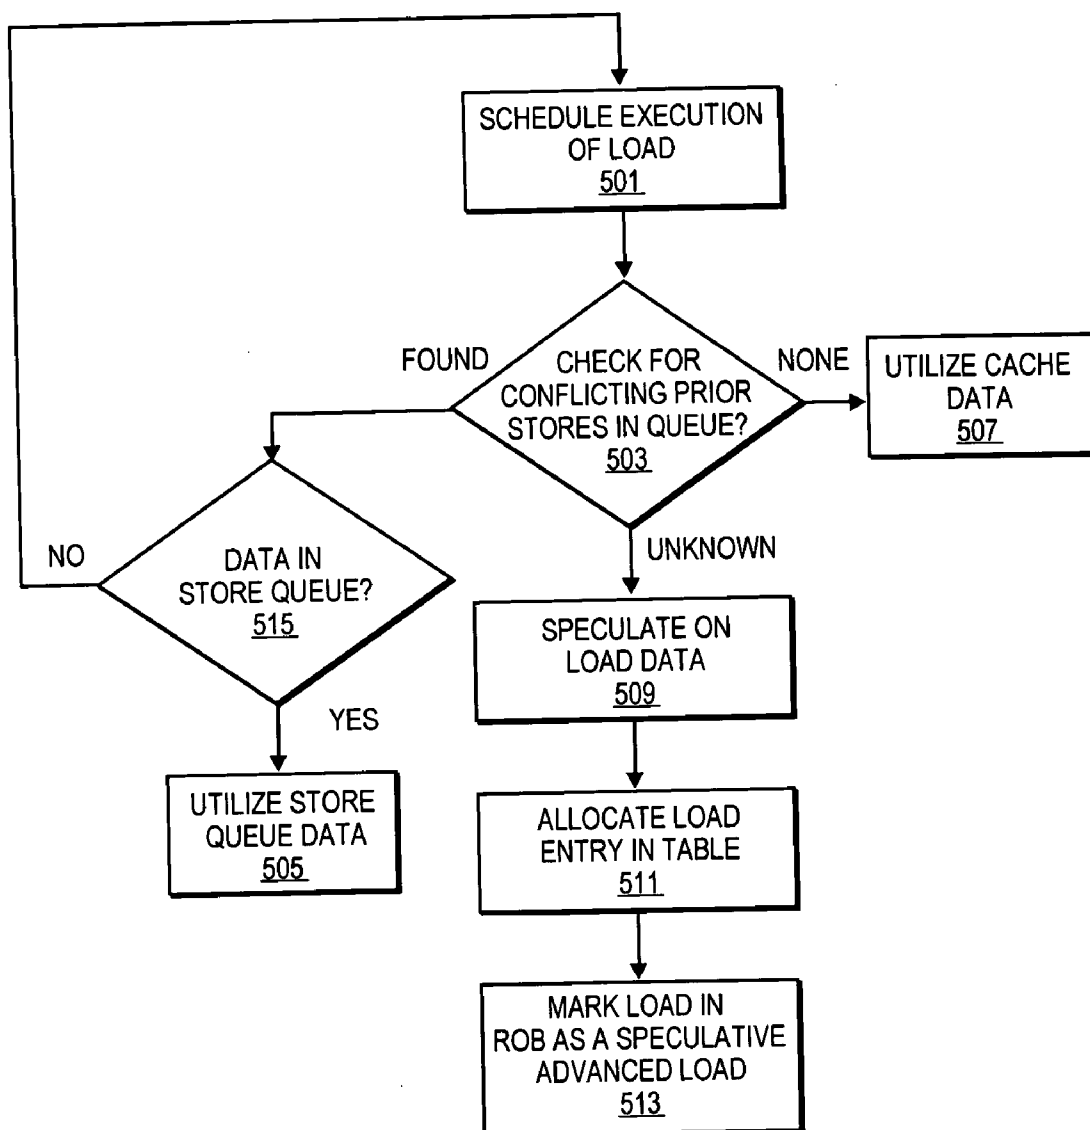 SCHEDULE EXECUTION
OF LOAD
501
FOUND
CHECK FOR
CONFLICTING PRIOR
STORES IN QUEUE?
503
NONE
UTILIZE CACHE
DATA
507
NO
DATA IN
STORE QUEUE?
515
UNKNOWN
SPECULATE ON
LOAD DATA
509
YES
UTILIZE STORE
QUEUE DATA
505
ALLOCATE LOAD
ENTRY IN TABLE
511
MARK LOAD IN
ROB AS A SPECULATIVE
ADVANCED LOAD
513